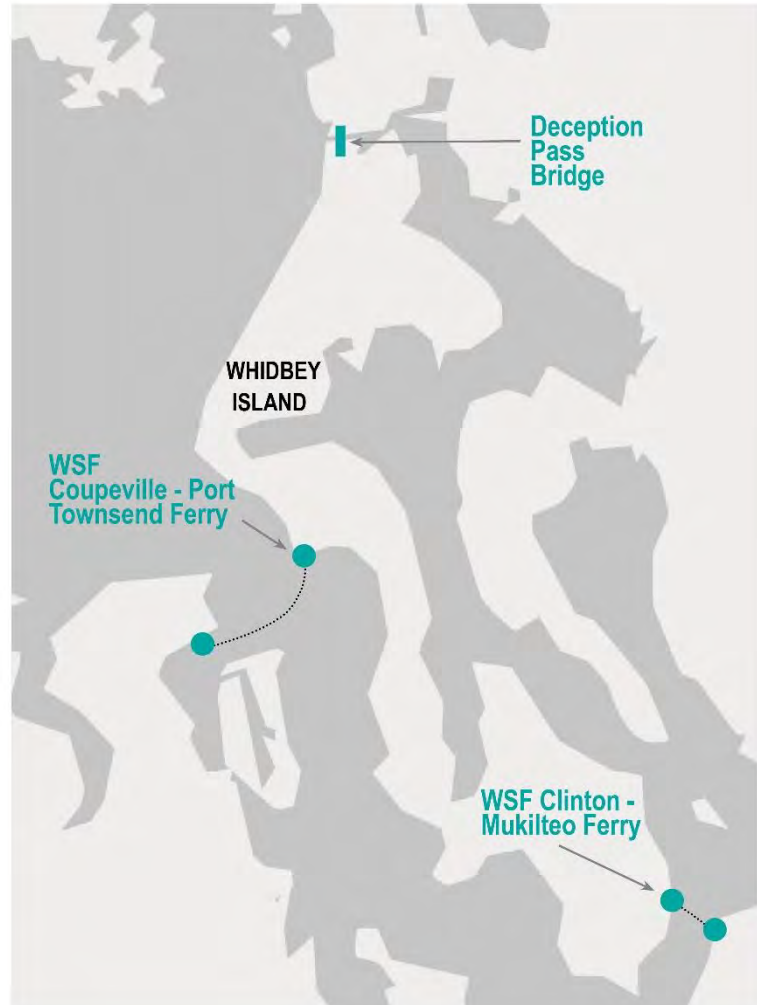 Deception
Pass
Bridge
WHIDBEY
ISLAND
WSF
Coupeville - Port
Townsend Ferry
WSF Clinton -
Mukilteo Ferry